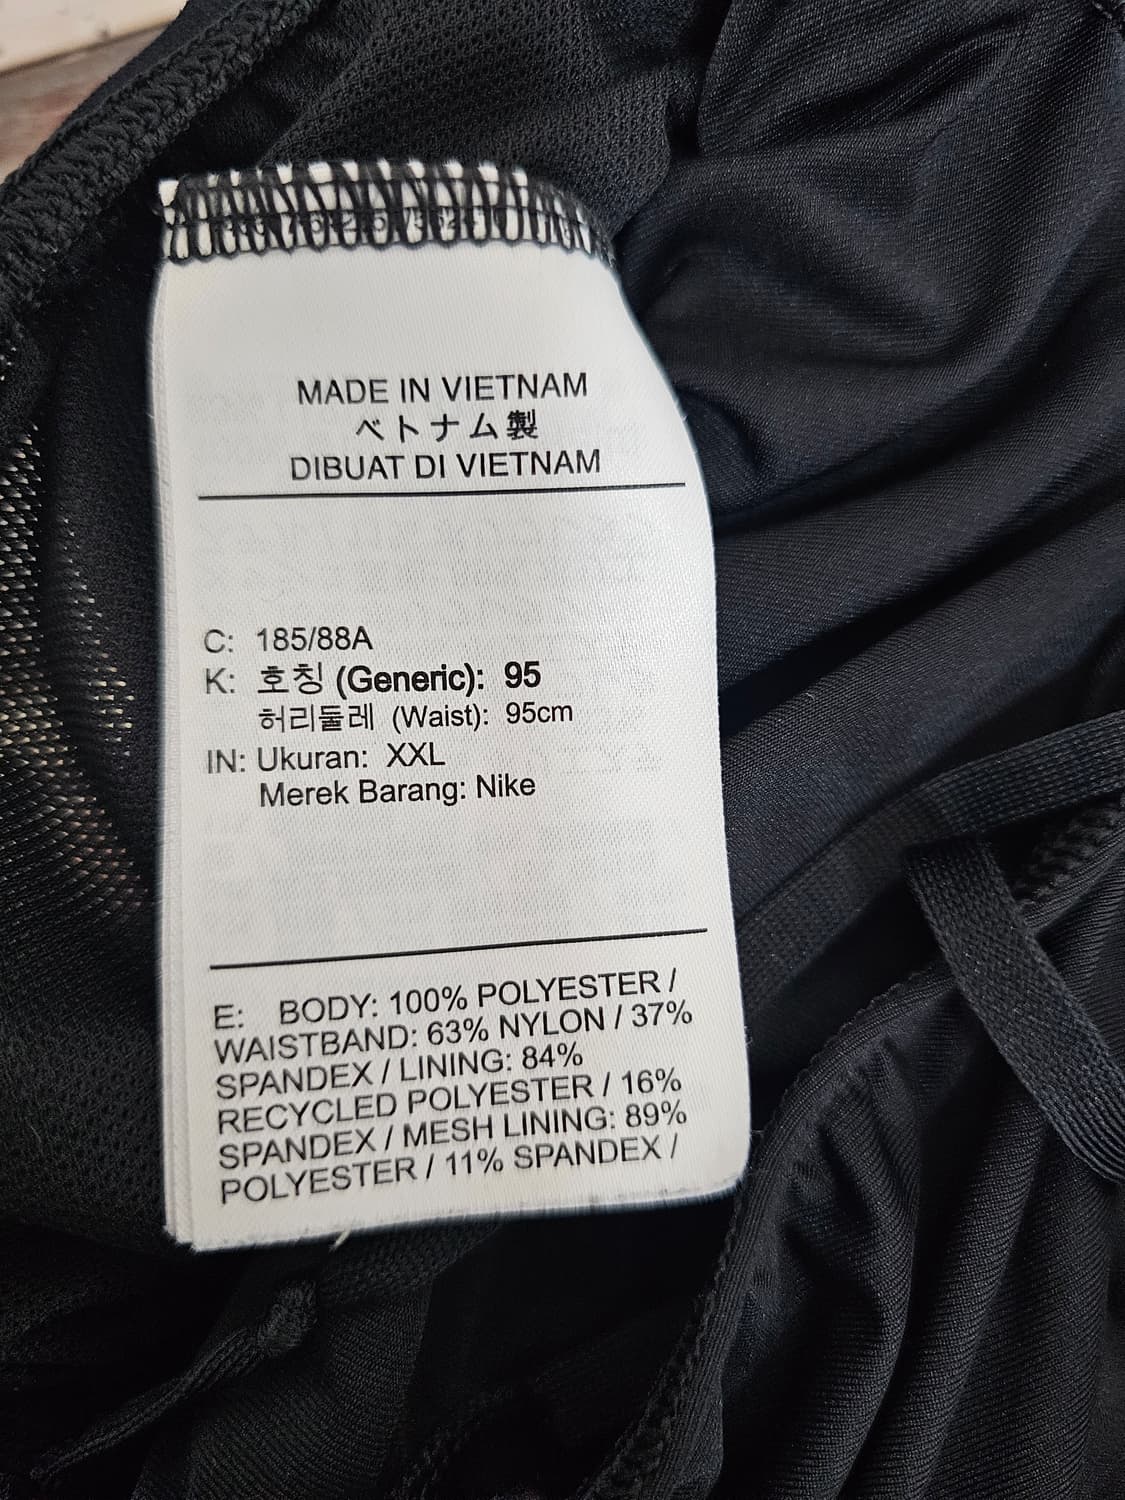 MADE IN VIETNAM
ベトナム製
DIBUAT DI VIETNAM
C: 185/88A
K: 호칭 (Generic): 95
허리둘레 (Waist): 95cm
IN: Ukuran: XXL
Merek Barang: Nike
E: BODY: 100% POLYESTER /
WAISTBAND: 63% NYLON / 37%
SPANDEX / LINING: 84%
RECYCLED POLYESTER / 16%
SPANDEX / MESH LINING: 89%
POLYESTER / 11% SPANDEX /